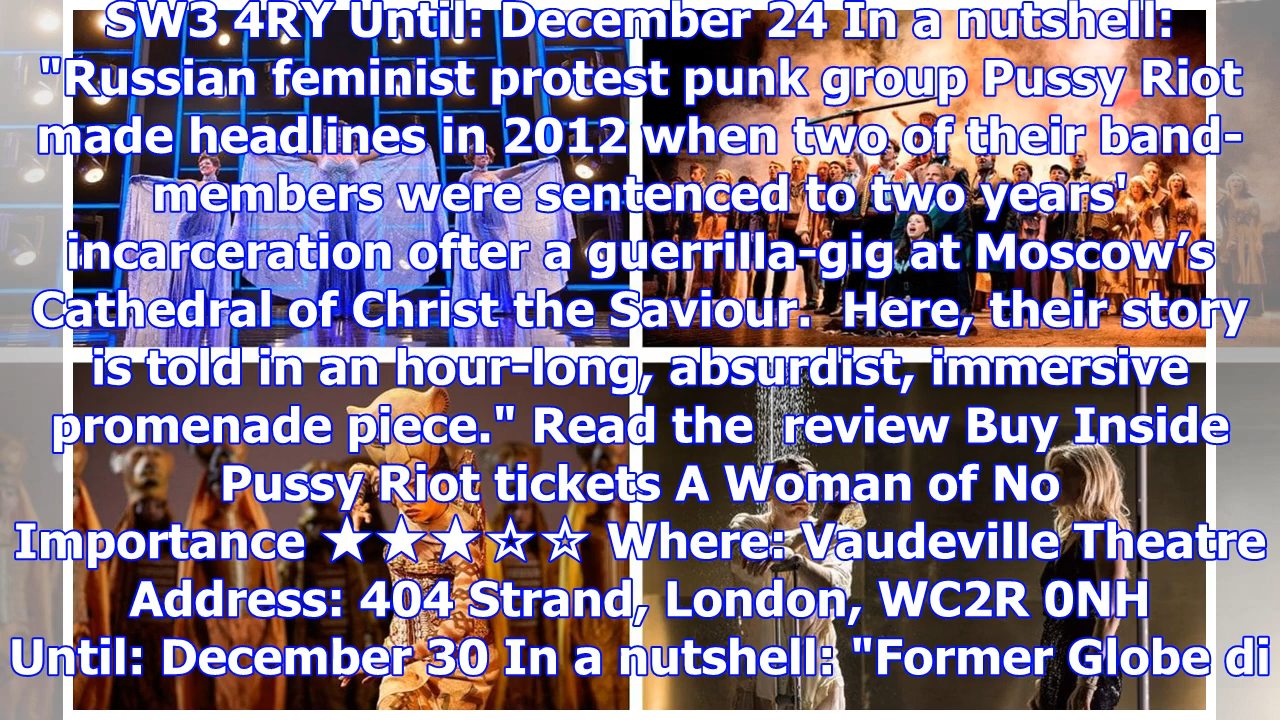 SW3 4RY Until: December 24 In a nutshell:
"Russian feminist protest punk group Pussy Riot
made headlines in 2012 when two of their band-
members were sentenced to two years'
incarceration ofter a guerrilla-gig at Moscow’s
Cathedral of Christ the Saviour.  Here, their story
is told in an hour-long, absurdist, immersive
promenade piece." Read the  review Buy Inside
Pussy Riot tickets A Woman of No
Importance ★★★☆☆ Where: Vaudeville Theatre
Address: 404 Strand, London, WC2R 0NH
Until: December 30 In a nutshell: "Former Globe di